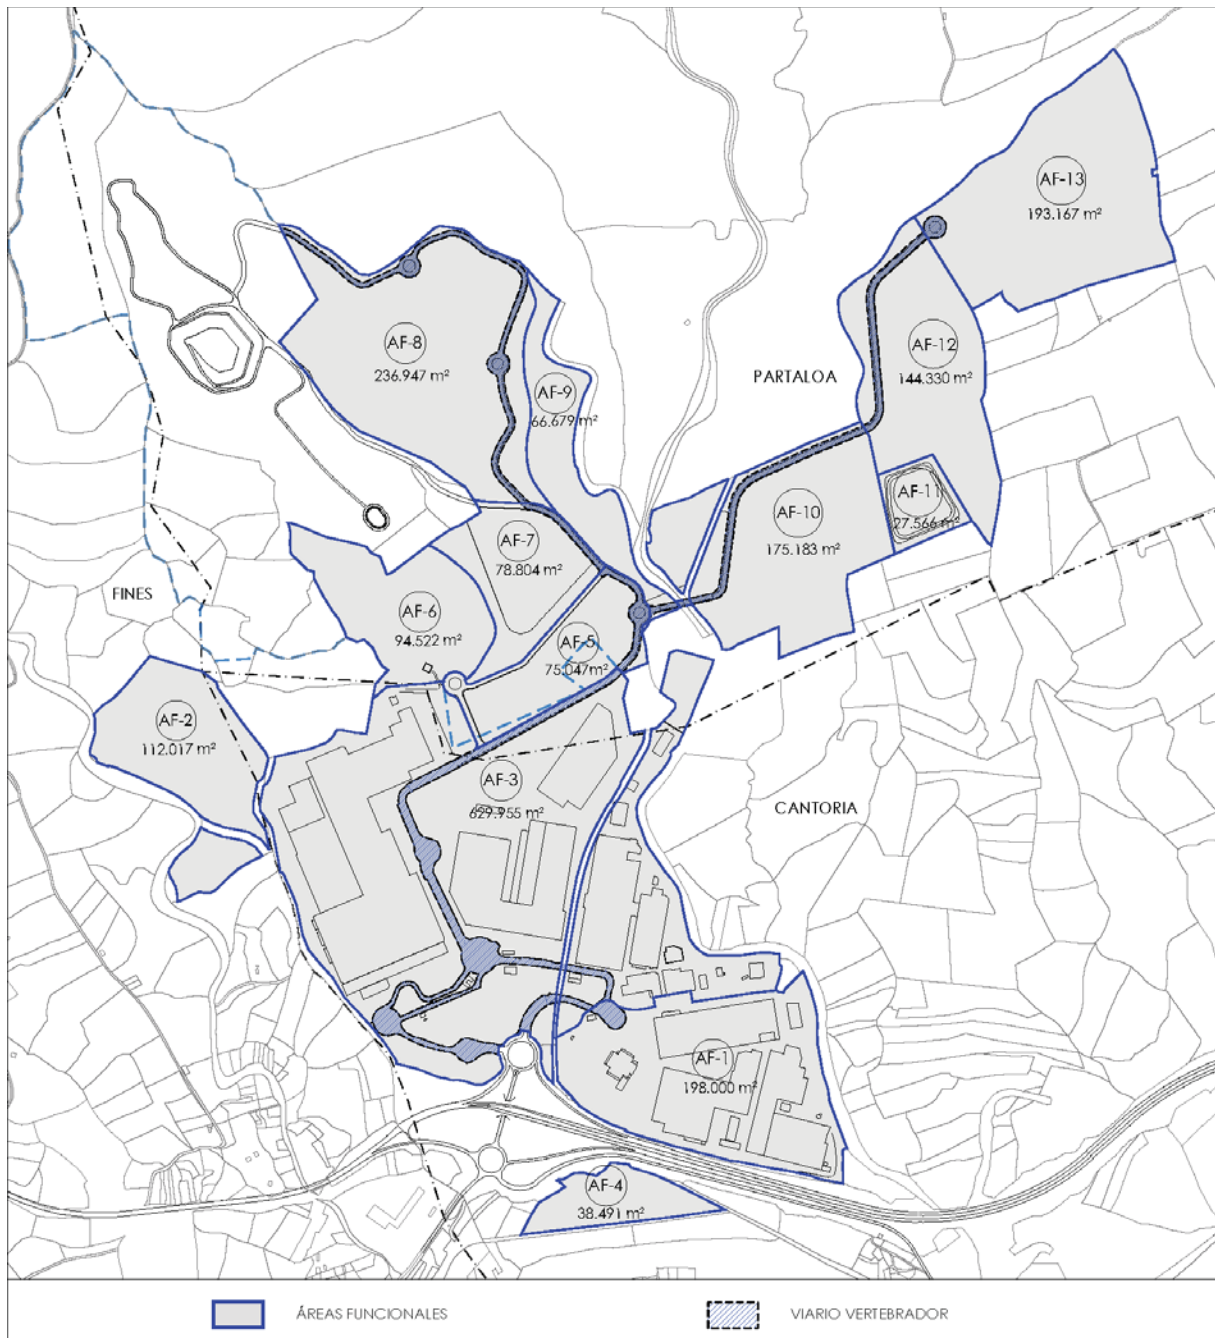 AF-13
193.167 m²
AF-8
236.947 m²
AF-12
144.330 m²
PARTALOA
AF-9
66.679 m²
AF-11
27.566 m²
AF-10
175.183 m²
AF-7
78.804 m²
FINES
AF-6
94.522 m²
AF-5
75.047m²
AF-2
112.017 m²
AF-3
629.955 m²
CANTORIA
AF-1
198.000 m²
AF-4
38.491 m²
ÁREAS FUNCIONALES
VIARIO VERTEBRADOR